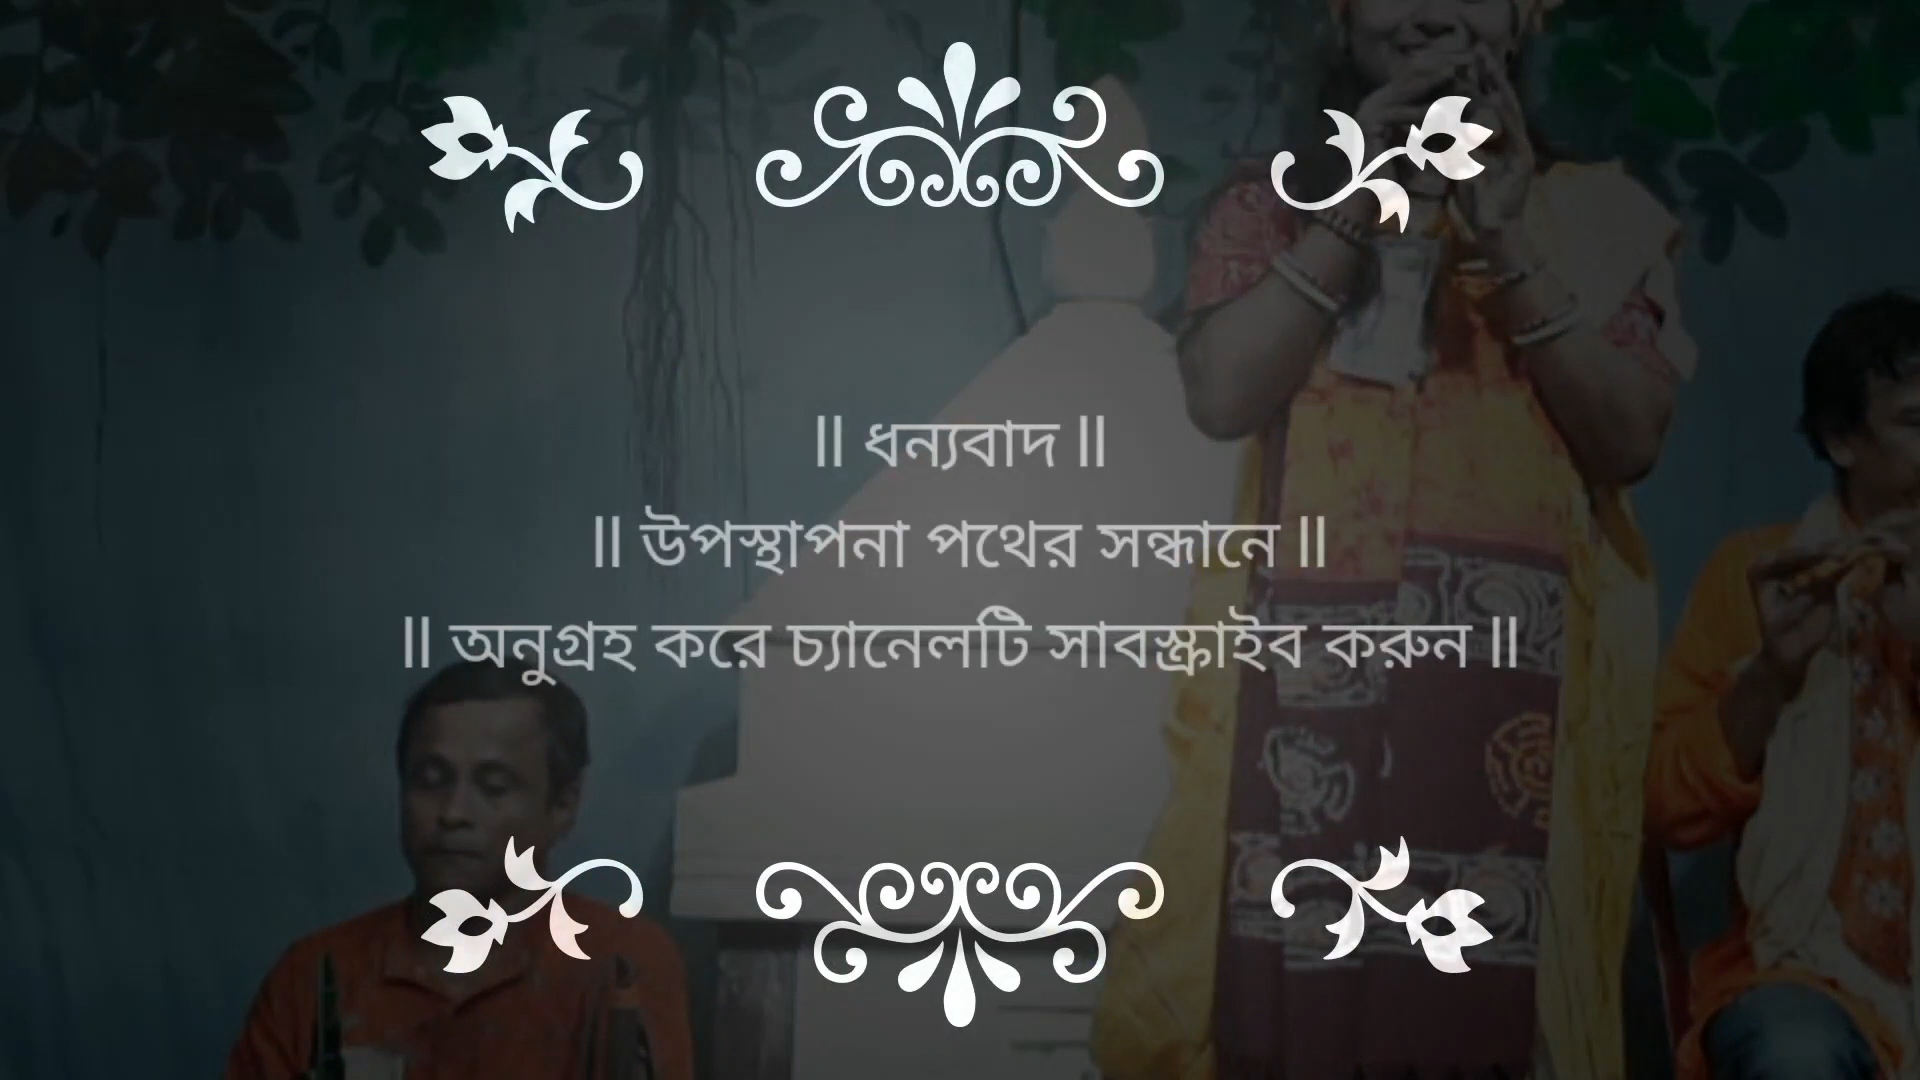 || ধন্যবাদ ||
|| উপস্থাপনা পথের সন্ধানে ||
|| অনুগ্রহ করে চ্যানেলটি সাবস্ক্রাইব করুন ||